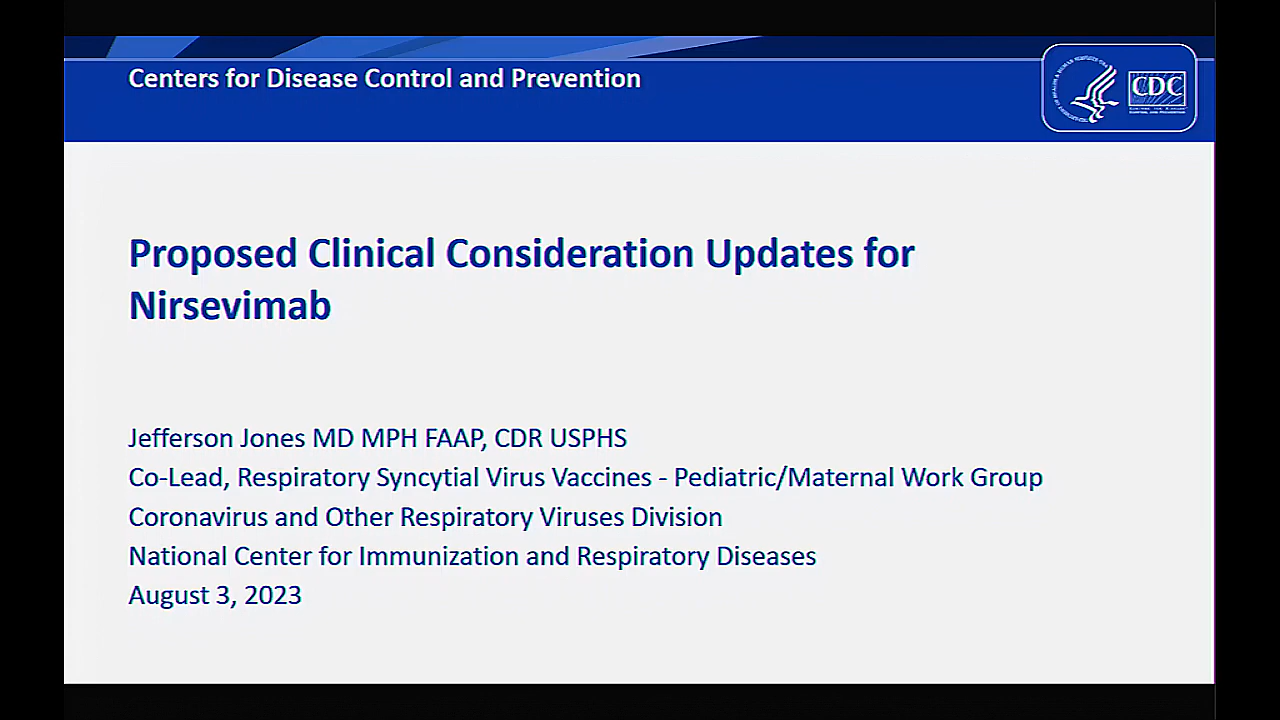 Centers for Disease Control and Prevention
CDC
Proposed Clinical Consideration Updates for
Nirsevimab
Jefferson Jones MD MPH FAAP, CDR USPHS
Co-Lead, Respiratory Syncytial Virus Vaccines - Pediatric/Maternal Work Group
Coronavirus and Other Respiratory Viruses Division
National Center for Immunization and Respiratory Diseases
August 3, 2023